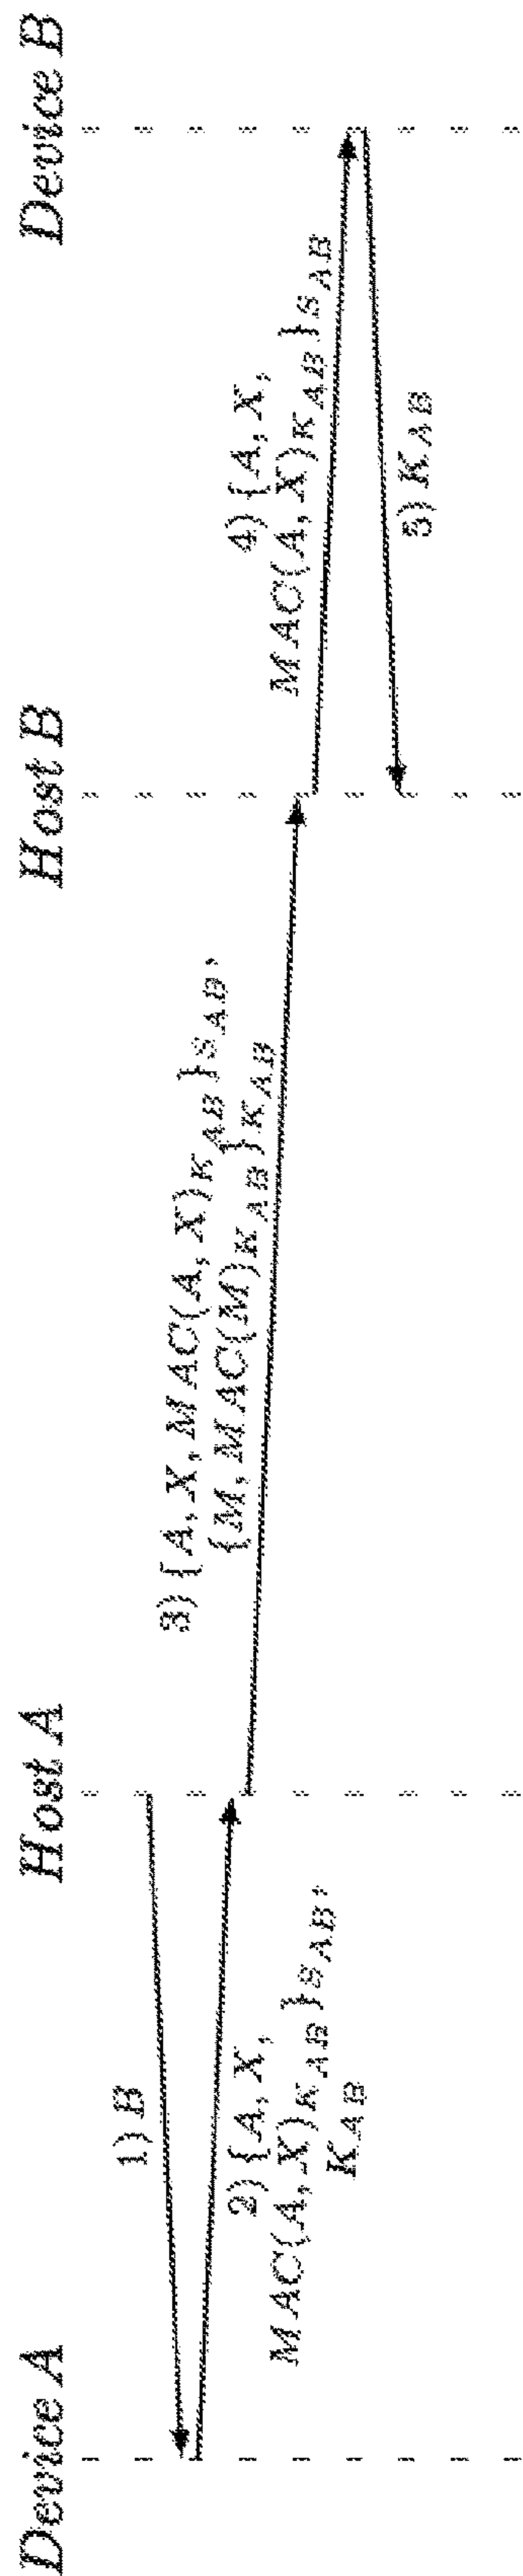 Device A
Host A
Host B
Device B
1) B
2) {A, X,
MAC(A, X)K_AB}S_AB,
K_AB
3) {A, X, MAC(A, X)K_AB}S_AB,
{M, MAC(M)K_AB}K_AB
4) {A, X,
MAC(A, X)K_AB}S_AB
5) K_AB